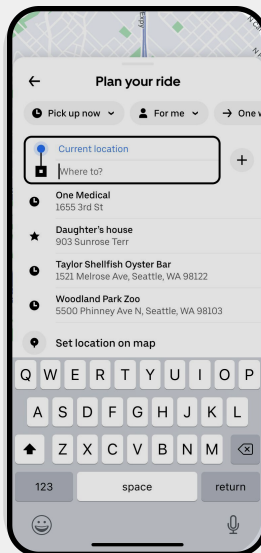 Expy
Plan your ride
Pick up now
For me
One
Current location
Where to?
One Medical
1655 3rd St
Daughter's house
903 Sunrose Terr
Taylor Shellfish Oyster Bar
1521 Melrose Ave, Seattle, WA 98122
Woodland Park Zoo
5500 Phinney Ave N, Seattle, WA 98103
Set location on map
Q W E R T Y U I O P
A S D F G H J K L
Z X C V B N M
123 space return